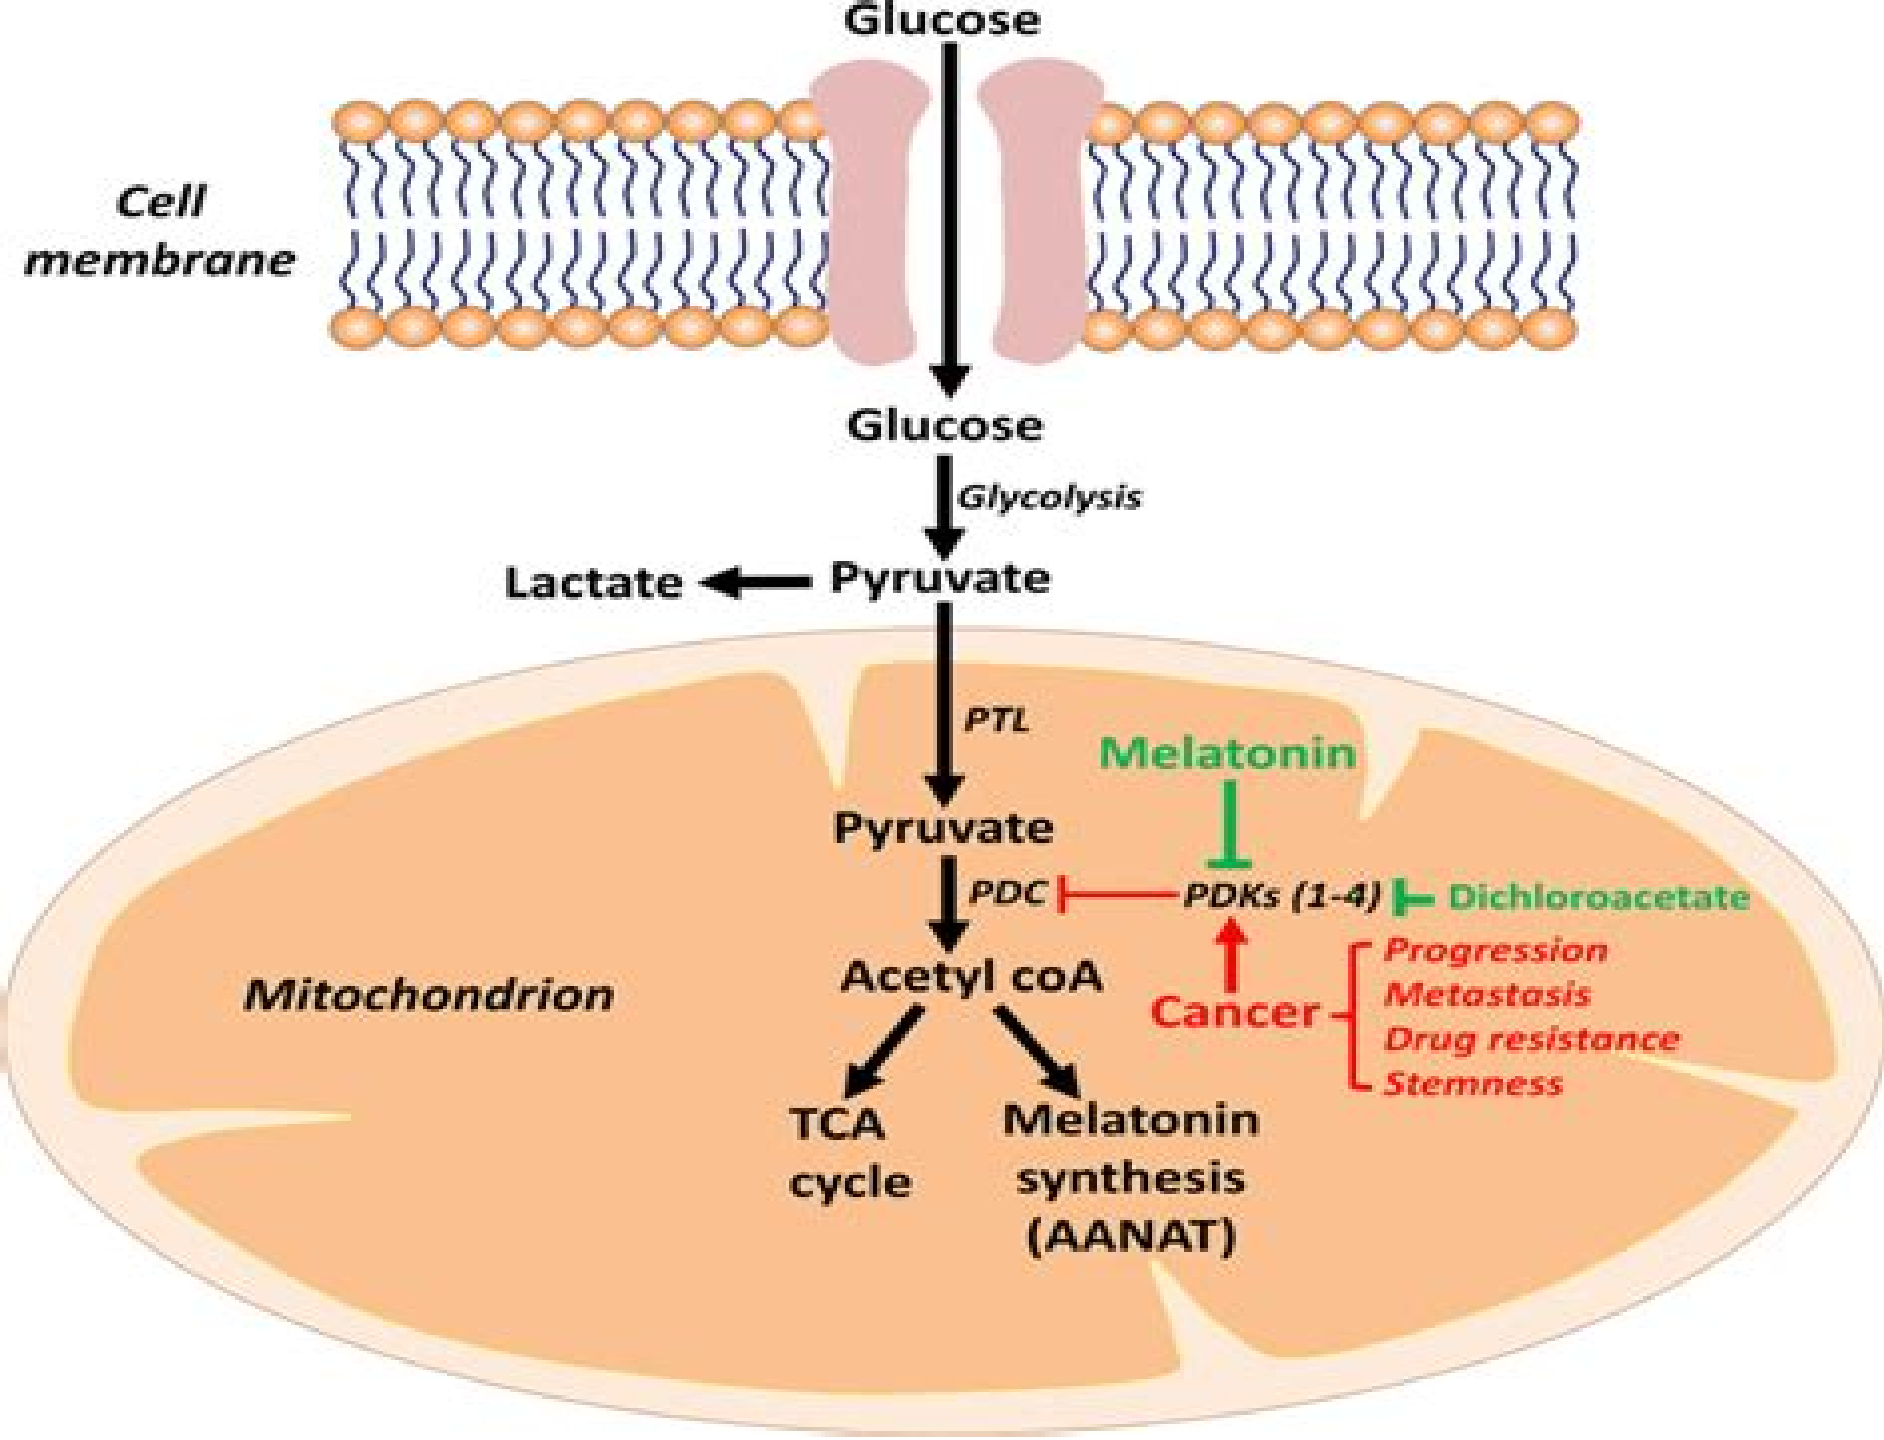 Glucose
Cell
membrane
Glucose
Glycolysis
Lactate
Pyruvate
PTL
Melatonin
Pyruvate
PDC
PDKs (1-4)
Dichloroacetate
Progression
Acetyl coA
Metastasis
Mitochondrion
Cancer
Drug resistance
Stemness
TCA
cycle
Melatonin
synthesis
(AANAT)